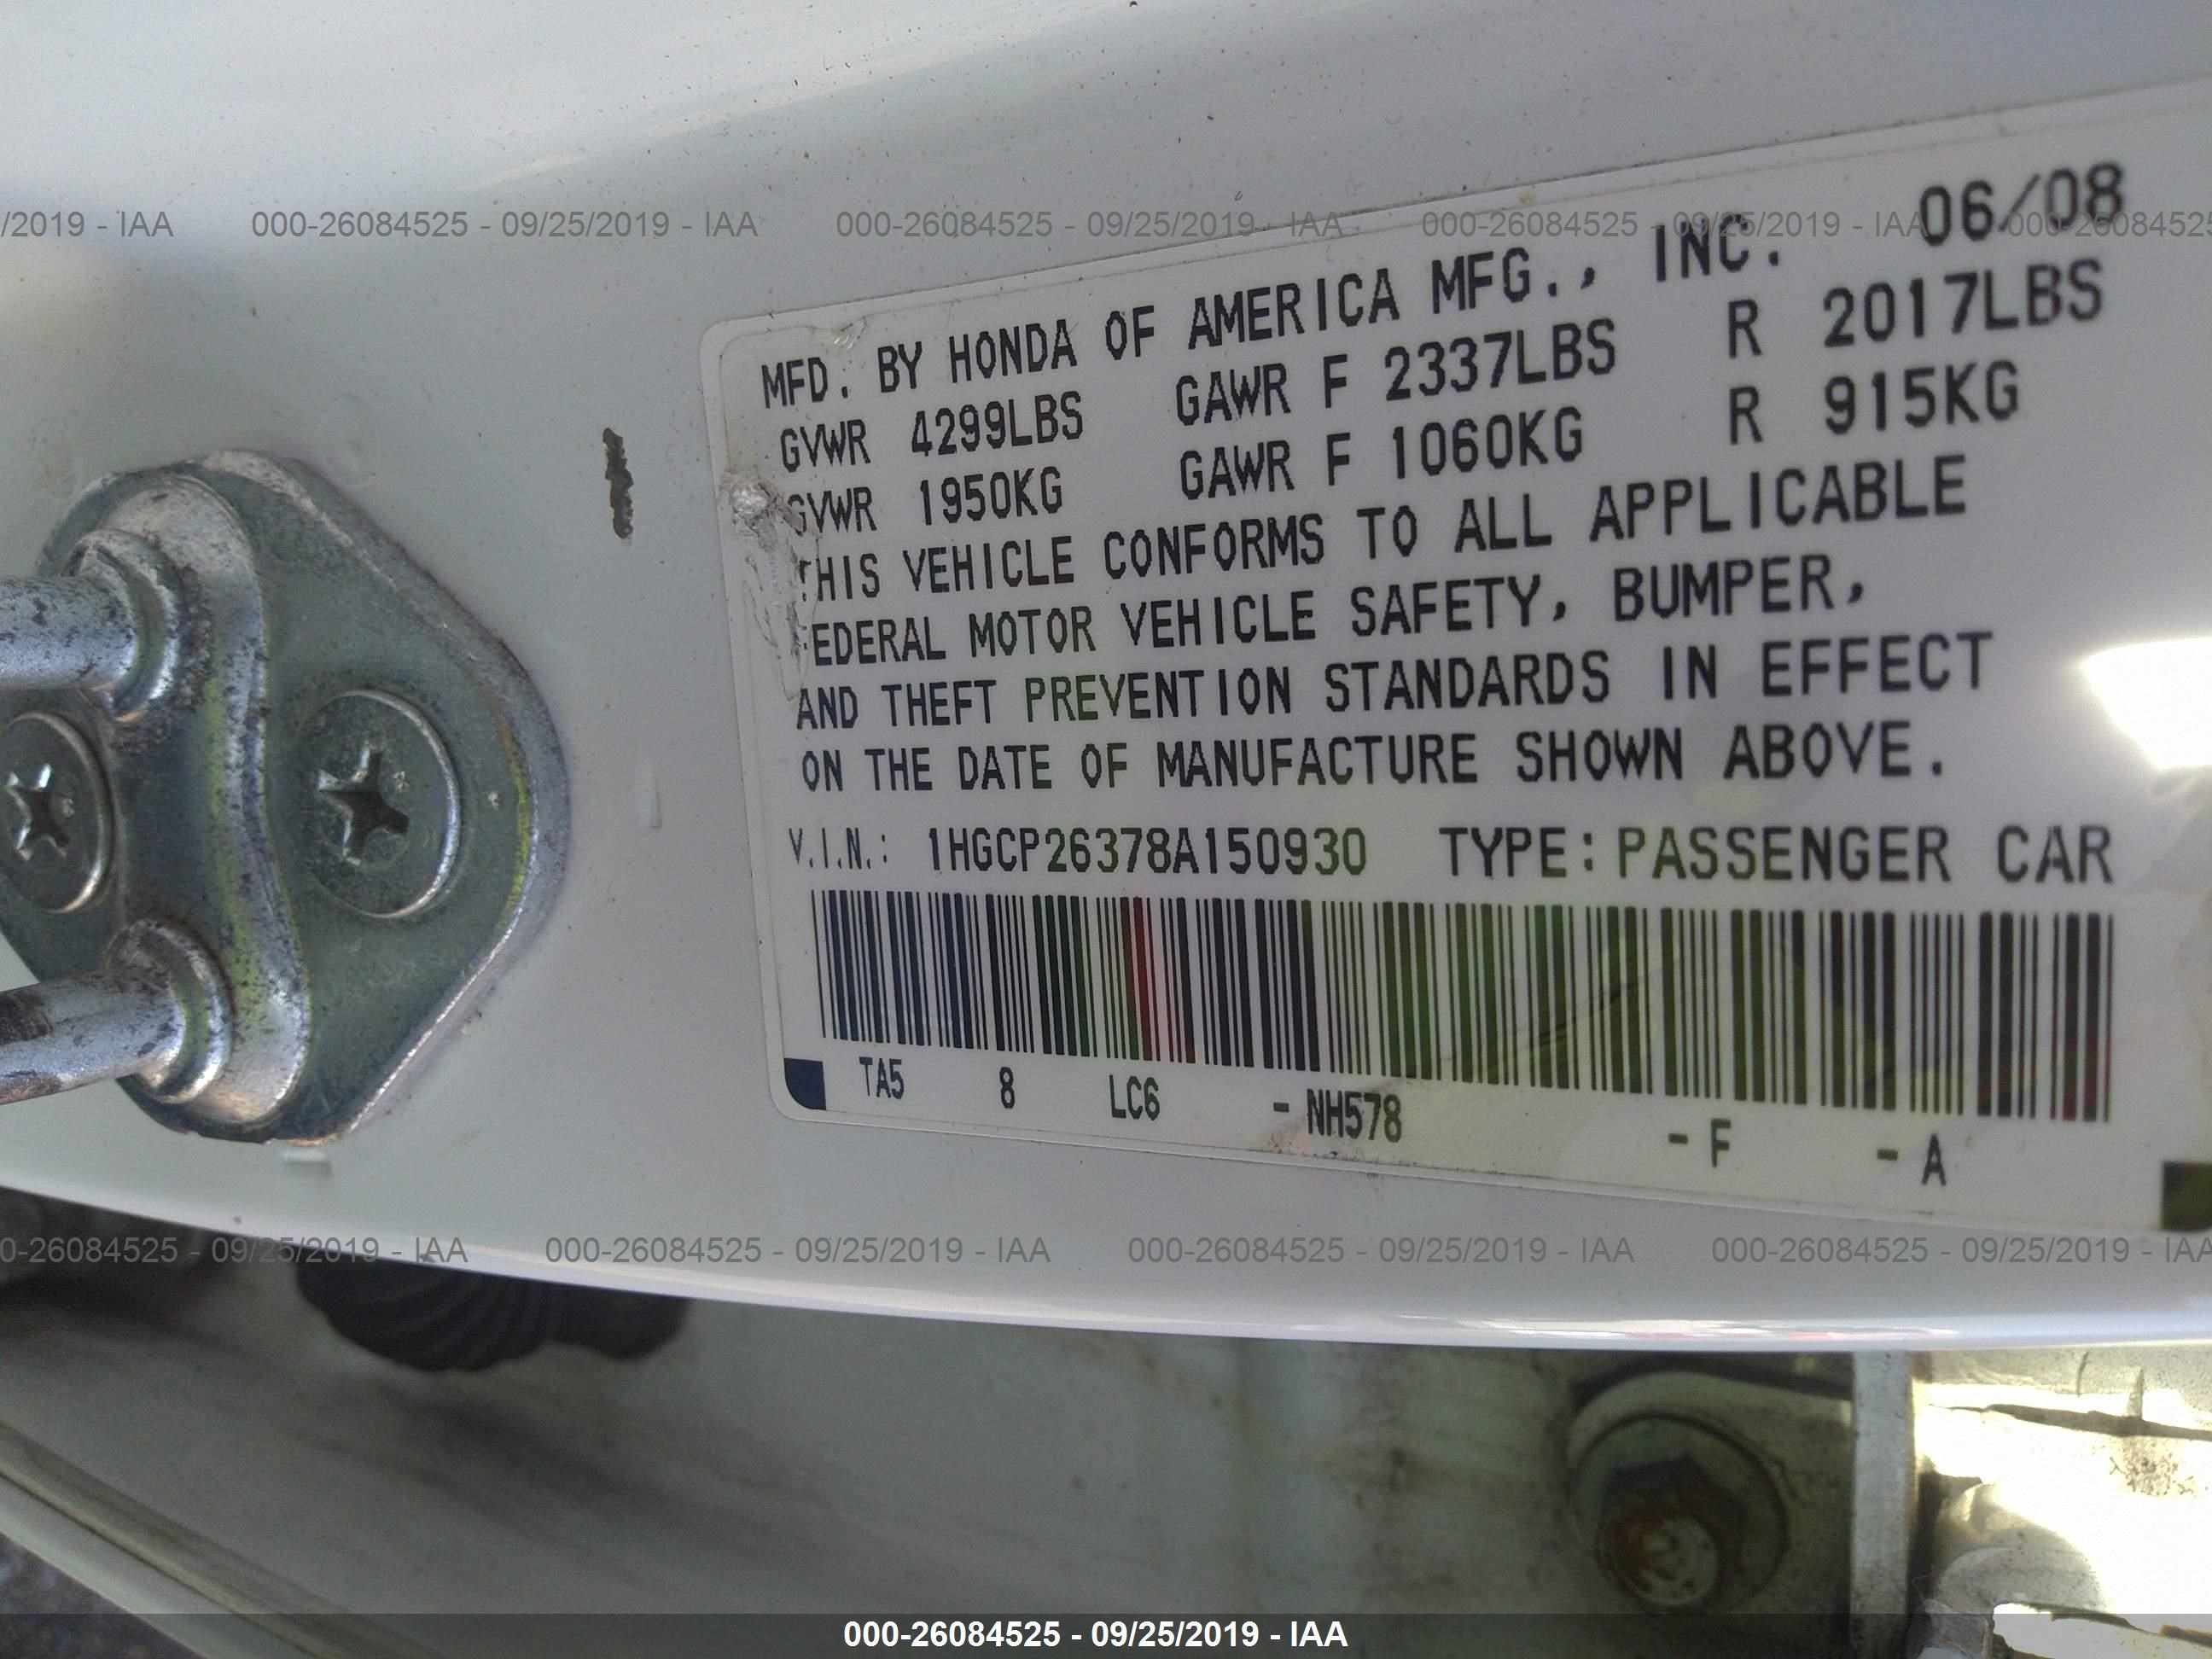 /2019 - IAA 000-26084525 - 09/25/2019 - IAA 000-26084525 - 09/25/2019 - IAA 000-26084525 - 09/25/2019 - IAA 000-26084525
MFD. BY HONDA OF AMERICA MFG., INC. 06/08
GVWR 4299LBS GAWR F 2337LBS R 2017LBS
GVWR 1950KG GAWR F 1060KG R 915KG
THIS VEHICLE CONFORMS TO ALL APPLICABLE
FEDERAL MOTOR VEHICLE SAFETY, BUMPER,
AND THEFT PREVENTION STANDARDS IN EFFECT
ON THE DATE OF MANUFACTURE SHOWN ABOVE.
V.I.N.: 1HGCP26378A150930 TYPE: PASSENGER CAR
TA5 8 LC6 - NH578 - F - A
0-26084525 - 09/25/2019 - IAA 000-26084525 - 09/25/2019 - IAA 000-26084525 - 09/25/2019 - IAA 000-26084525 - 09/25/2019 - IAA
000-26084525 - 09/25/2019 - IAA